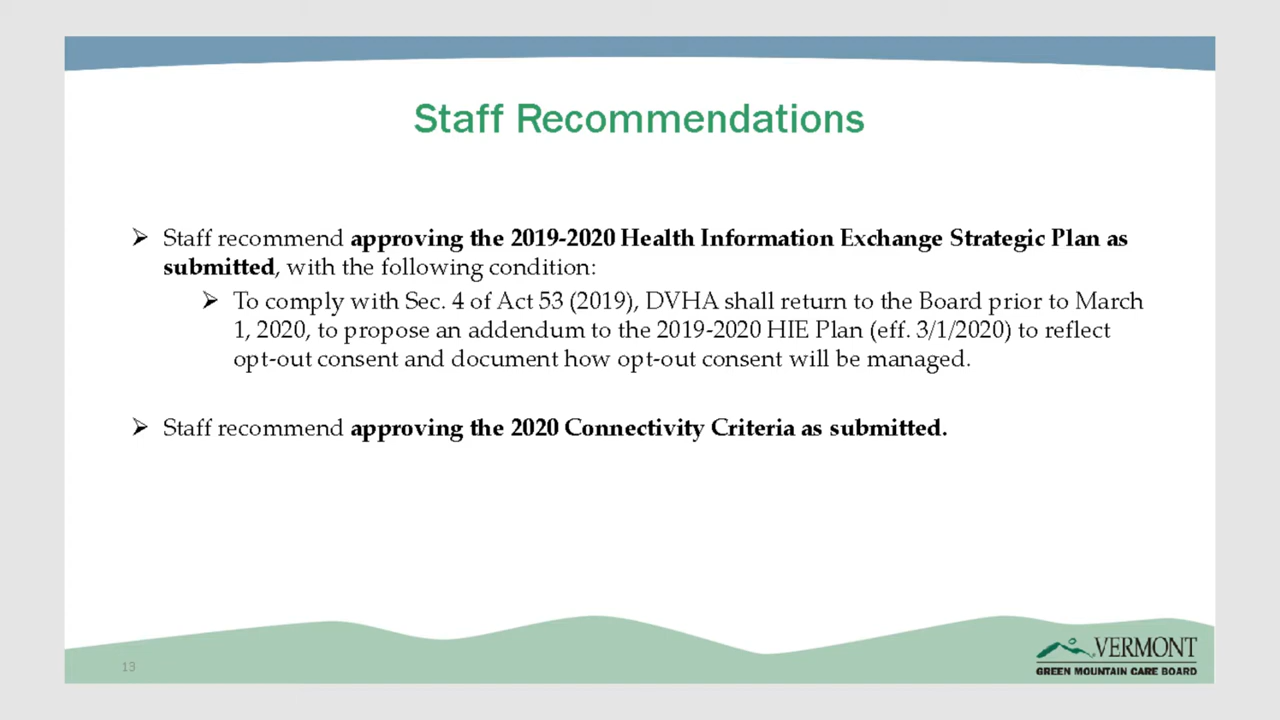 Staff Recommendations
➢ Staff recommend approving the 2019-2020 Health Information Exchange Strategic Plan as
submitted, with the following condition:
➢ To comply with Sec. 4 of Act 53 (2019), DVHA shall return to the Board prior to March
1, 2020, to propose an addendum to the 2019-2020 HIE Plan (eff. 3/1/2020) to reflect
opt-out consent and document how opt-out consent will be managed.
➢ Staff recommend approving the 2020 Connectivity Criteria as submitted.
13
VERMONT
GREEN MOUNTAIN CARE BOARD